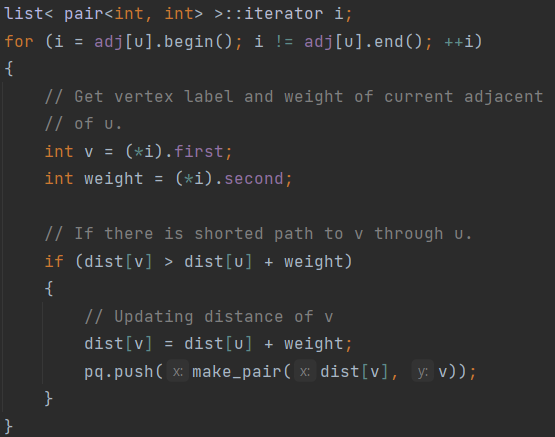 list< pair<int, int> >::iterator i;
for (i = adj[u].begin(); i != adj[u].end(); ++i)
{
    // Get vertex label and weight of current adjacent
    // of u.
    int v = (*i).first;
    int weight = (*i).second;

    // If there is shorted path to v through u.
    if (dist[v] > dist[u] + weight)
    {
        // Updating distance of v
        dist[v] = dist[u] + weight;
        pq.push( x: make_pair( x: dist[v], y: v));
    }
}